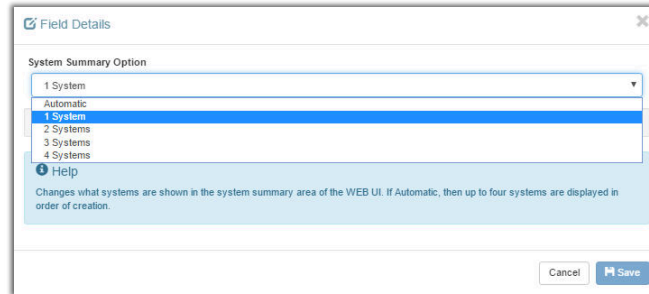 Field Details
System Summary Option
1 System
Automatic
1 System
2 Systems
3 Systems
4 Systems
Help
Changes what systems are shown in the system summary area of the WEB UI. If Automatic, then up to four systems are displayed in
order of creation.
Cancel Save